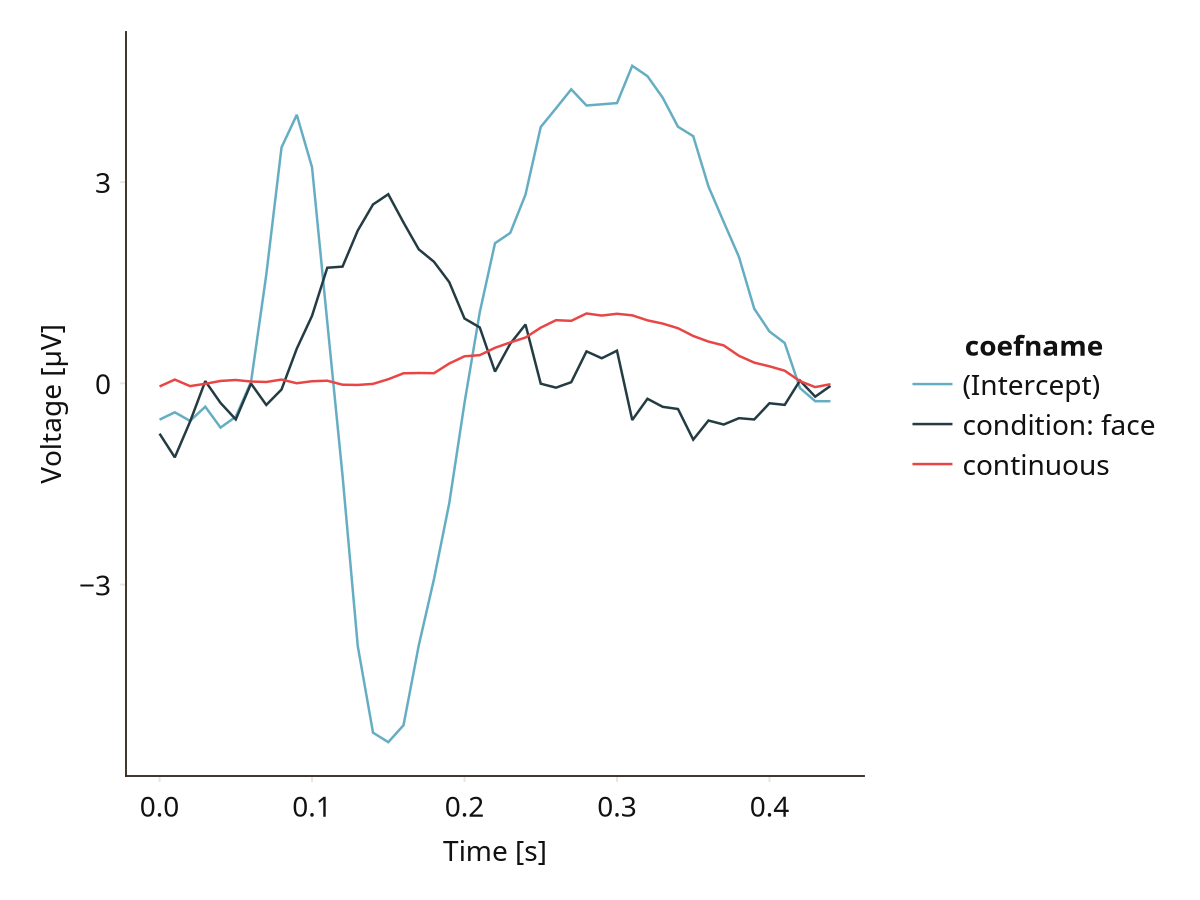 3
0
−3
Voltage [µV]
0.0 0.1 0.2 0.3 0.4
Time [s]
coefname
(Intercept)
condition: face
continuous